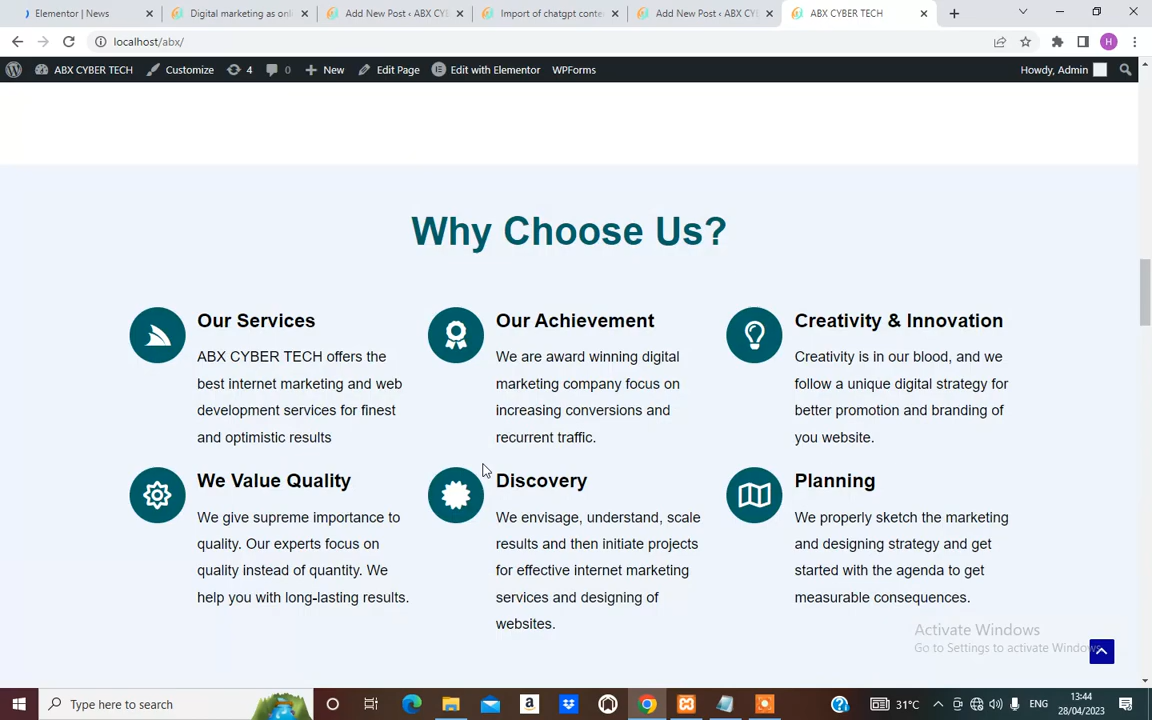 Elementor | News
Digital marketing as onl
Add New Post ‹ ABX CY
Import of chatgpt conte
Add New Post ‹ ABX CY
ABX CYBER TECH
localhost/abx/
H
ABX CYBER TECH
Customize
4
0
New
Edit Page
Edit with Elementor
WPForms
Howdy, Admin
Why Choose Us?
Our Services
ABX CYBER TECH offers the
best internet marketing and web
development services for finest
and optimistic results
Our Achievement
We are award winning digital
marketing company focus on
increasing conversions and
recurrent traffic.
Creativity & Innovation
Creativity is in our blood, and we
follow a unique digital strategy for
better promotion and branding of
you website.
We Value Quality
We give supreme importance to
quality. Our experts focus on
quality instead of quantity. We
help you with long-lasting results.
Discovery
We envisage, understand, scale
results and then initiate projects
for effective internet marketing
services and designing of
websites.
Planning
We properly sketch the marketing
and designing strategy and get
started with the agenda to get
measurable consequences.
Activate Windows
Go to Settings to activate Windows.
Type here to search
31°C
ENG
13:44
28/04/2023